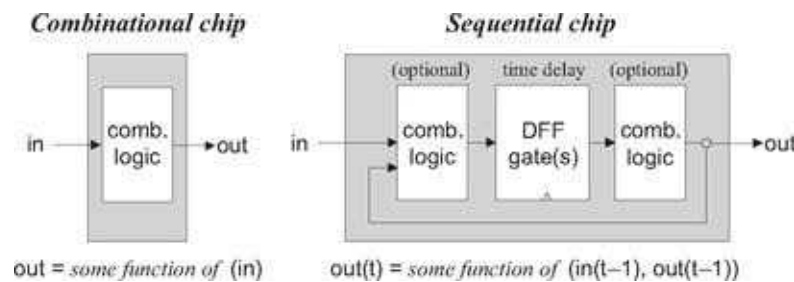 Combinational chip
in
comb.
logic
out
out = some function of (in)
Sequential chip
(optional)
time delay
(optional)
in
comb.
logic
DFF
gate(s)
comb.
logic
out
out(t) = some function of (in(t–1), out(t–1))